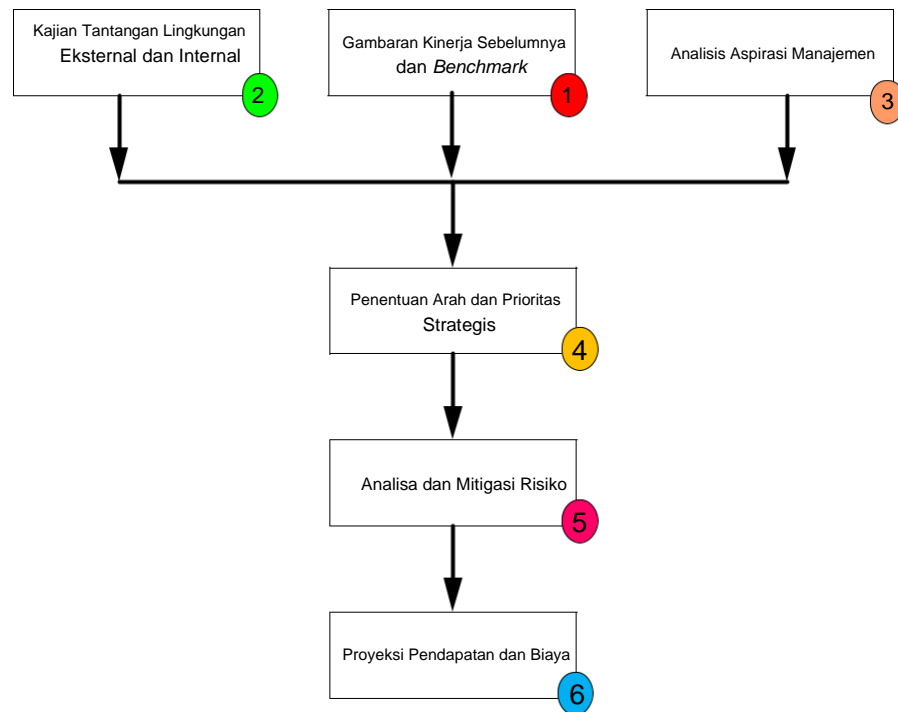 Kajian Tantangan Lingkungan
Eksternal dan Internal
2
Gambaran Kinerja Sebelumnya
dan Benchmark
1
Analisis Aspirasi Manajemen
3
Penentuan Arah dan Prioritas
Strategis
4
Analisa dan Mitigasi Risiko
5
Proyeksi Pendapatan dan Biaya
6